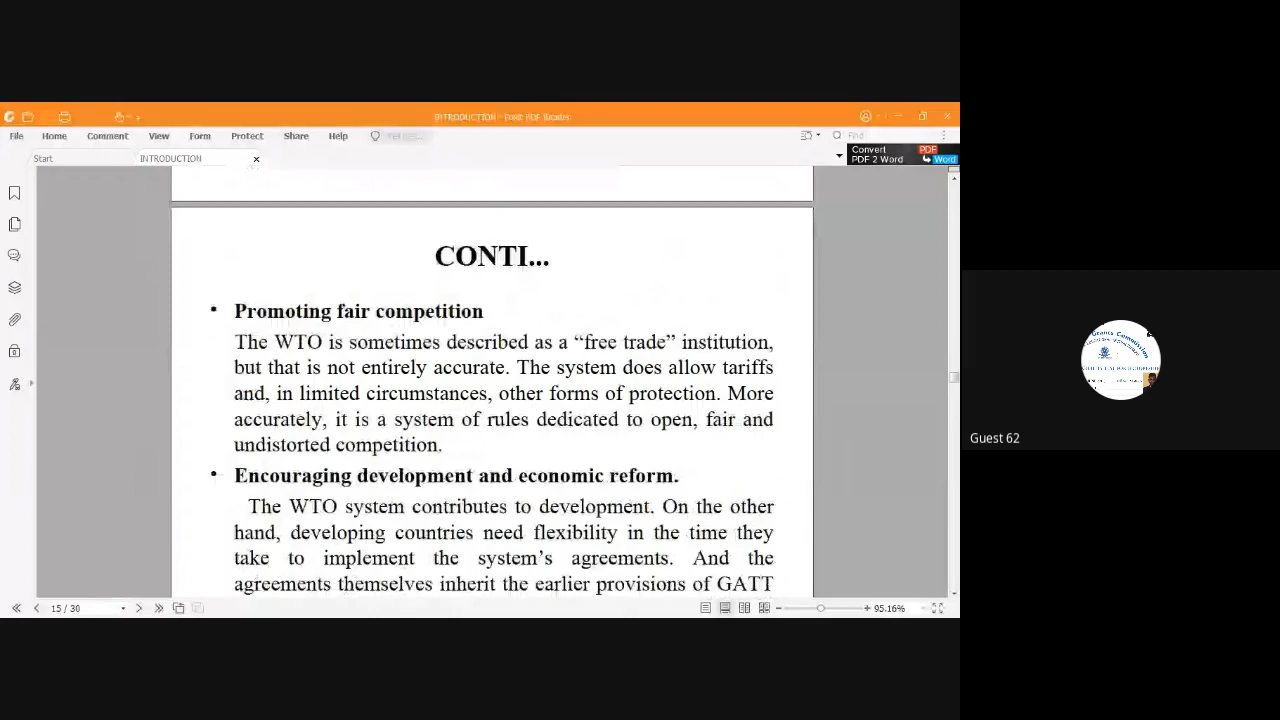 INTRODUCTION - Foxit PDF Reader
File Home Comment View Form Protect Share Help Find
Start INTRODUCTION
Convert PDF
PDF 2 Word Word
CONTI...
• Promoting fair competition
The WTO is sometimes described as a “free trade” institution,
but that is not entirely accurate. The system does allow tariffs
and, in limited circumstances, other forms of protection. More
accurately, it is a system of rules dedicated to open, fair and
undistorted competition.
• Encouraging development and economic reform.
The WTO system contributes to development. On the other
hand, developing countries need flexibility in the time they
take to implement the system’s agreements. And the
agreements themselves inherit the earlier provisions of GATT
15 / 30 95.16%
Grants Commission
Guest 62